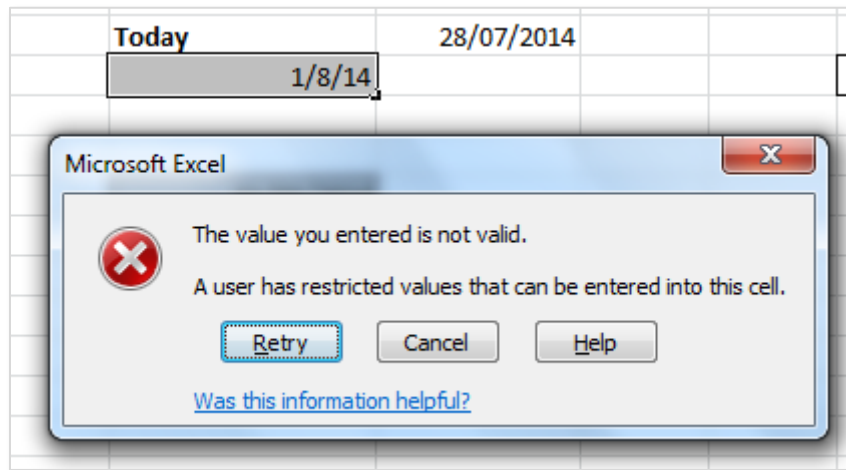 Today 28/07/2014
1/8/14
Microsoft Excel
The value you entered is not valid.
A user has restricted values that can be entered into this cell.
Retry Cancel Help
Was this information helpful?